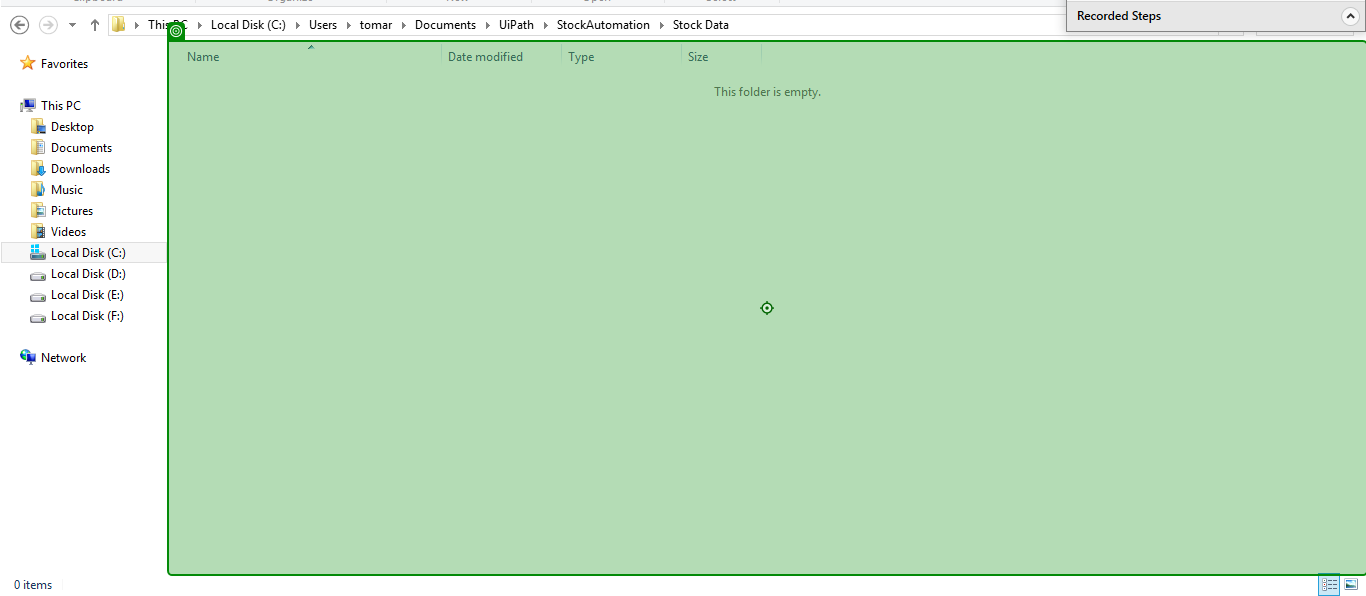 Recorded Steps
This PC Local Disk (C:) Users tomar Documents UiPath StockAutomation Stock Data
Name Date modified Type Size
This folder is empty.
Favorites
This PC
Desktop
Documents
Downloads
Music
Pictures
Videos
Local Disk (C:)
Local Disk (D:)
Local Disk (E:)
Local Disk (F:)
Network
0 items